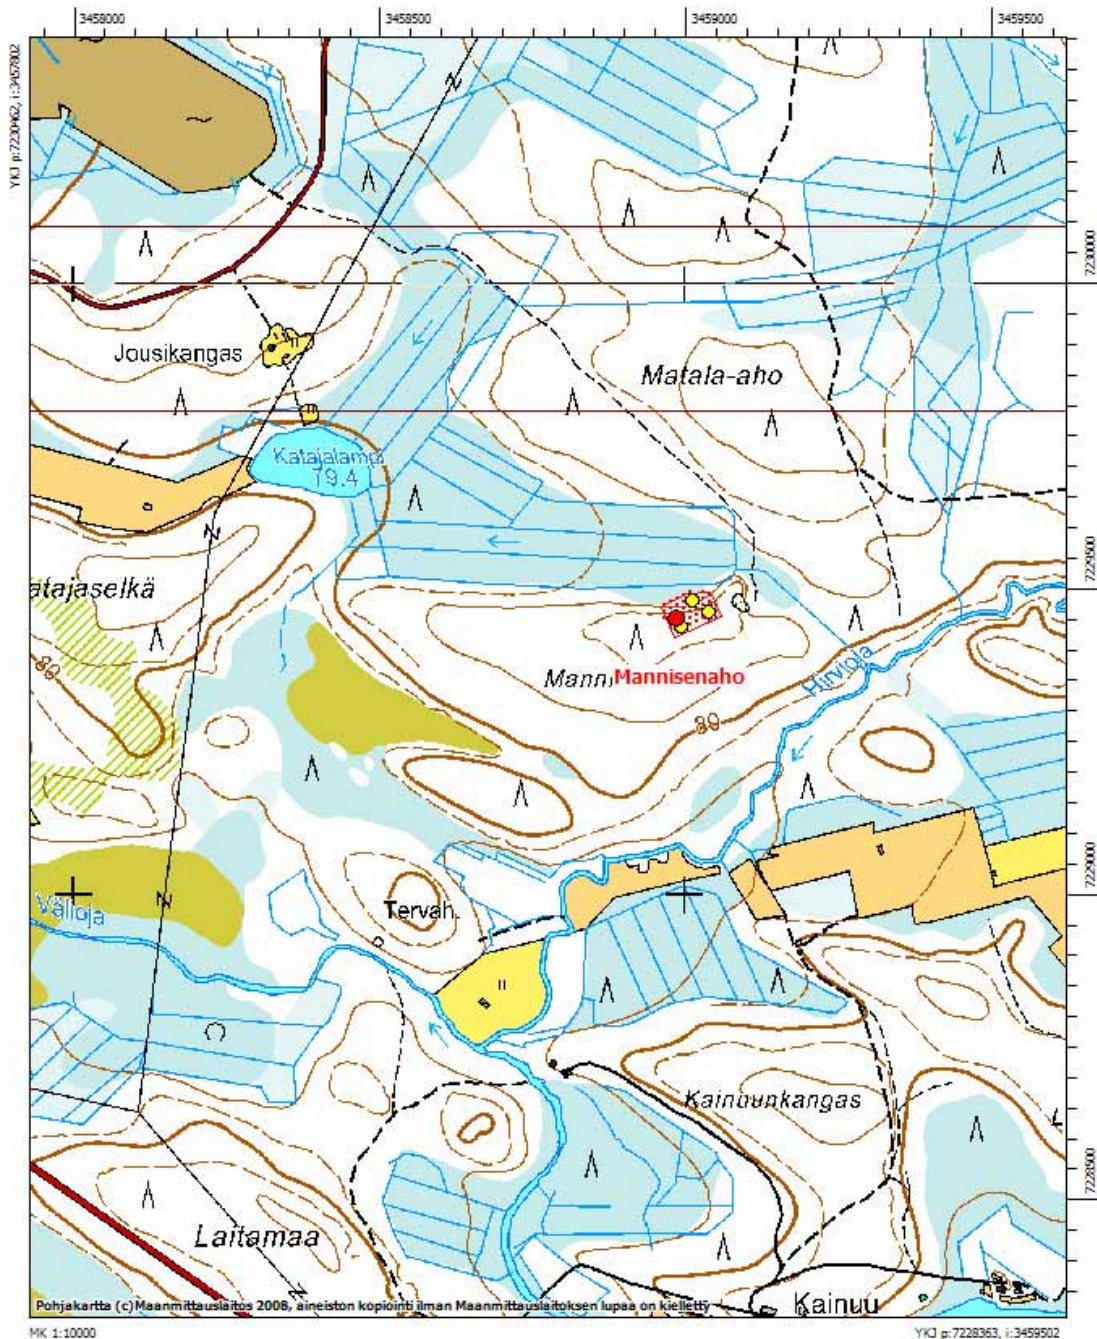 3458000
3458500
3459000
3459500
YKJ p:7230462, i:3457802
7230000
Jousikangas
Matala-aho
Katajalampi
79.4
7229500
atajaselkä
Mannisenaho
Hirvioja
80
80
7229000
Välloja
Tervah.
Kainuunkangas
7228500
Laitamaa
Kainuu
Pohjakartta (c)Maanmittauslaitos 2008, aineiston kopiointi ilman Maanmittauslaitoksen lupaa on kielletty
MK 1:10000
YKJ p:7228363, i:3459502